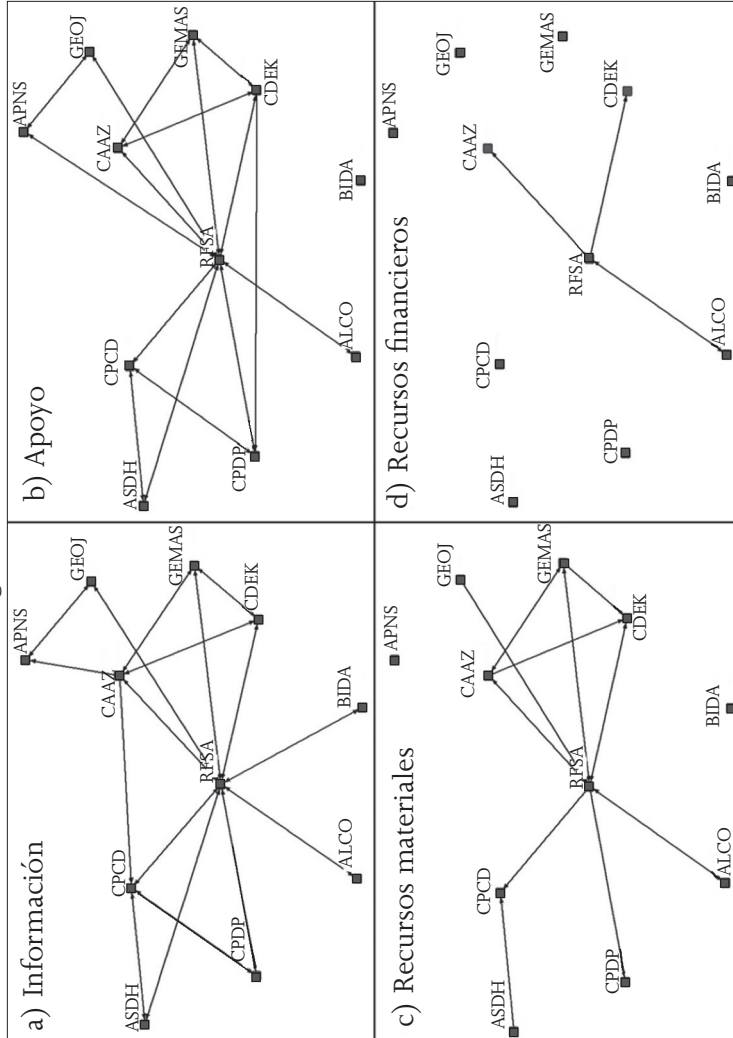 a) Información
APNS
GEOJ
CAAZ
GEMAS
CDEK
RFSA
CPCD
ASDH
CPDP
ALCO
BIDA
b) Apoyo
APNS
GEOJ
CAAZ
GEMAS
CDEK
RFSA
CPCD
ASDH
CPDP
ALCO
BIDA
c) Recursos materiales
APNS
GEOJ
CAAZ
GEMAS
CDEK
RFSA
CPCD
ASDH
CPDP
ALCO
BIDA
d) Recursos financieros
APNS
GEOJ
CAAZ
GEMAS
CDEK
RFSA
CPCD
ASDH
CPDP
ALCO
BIDA